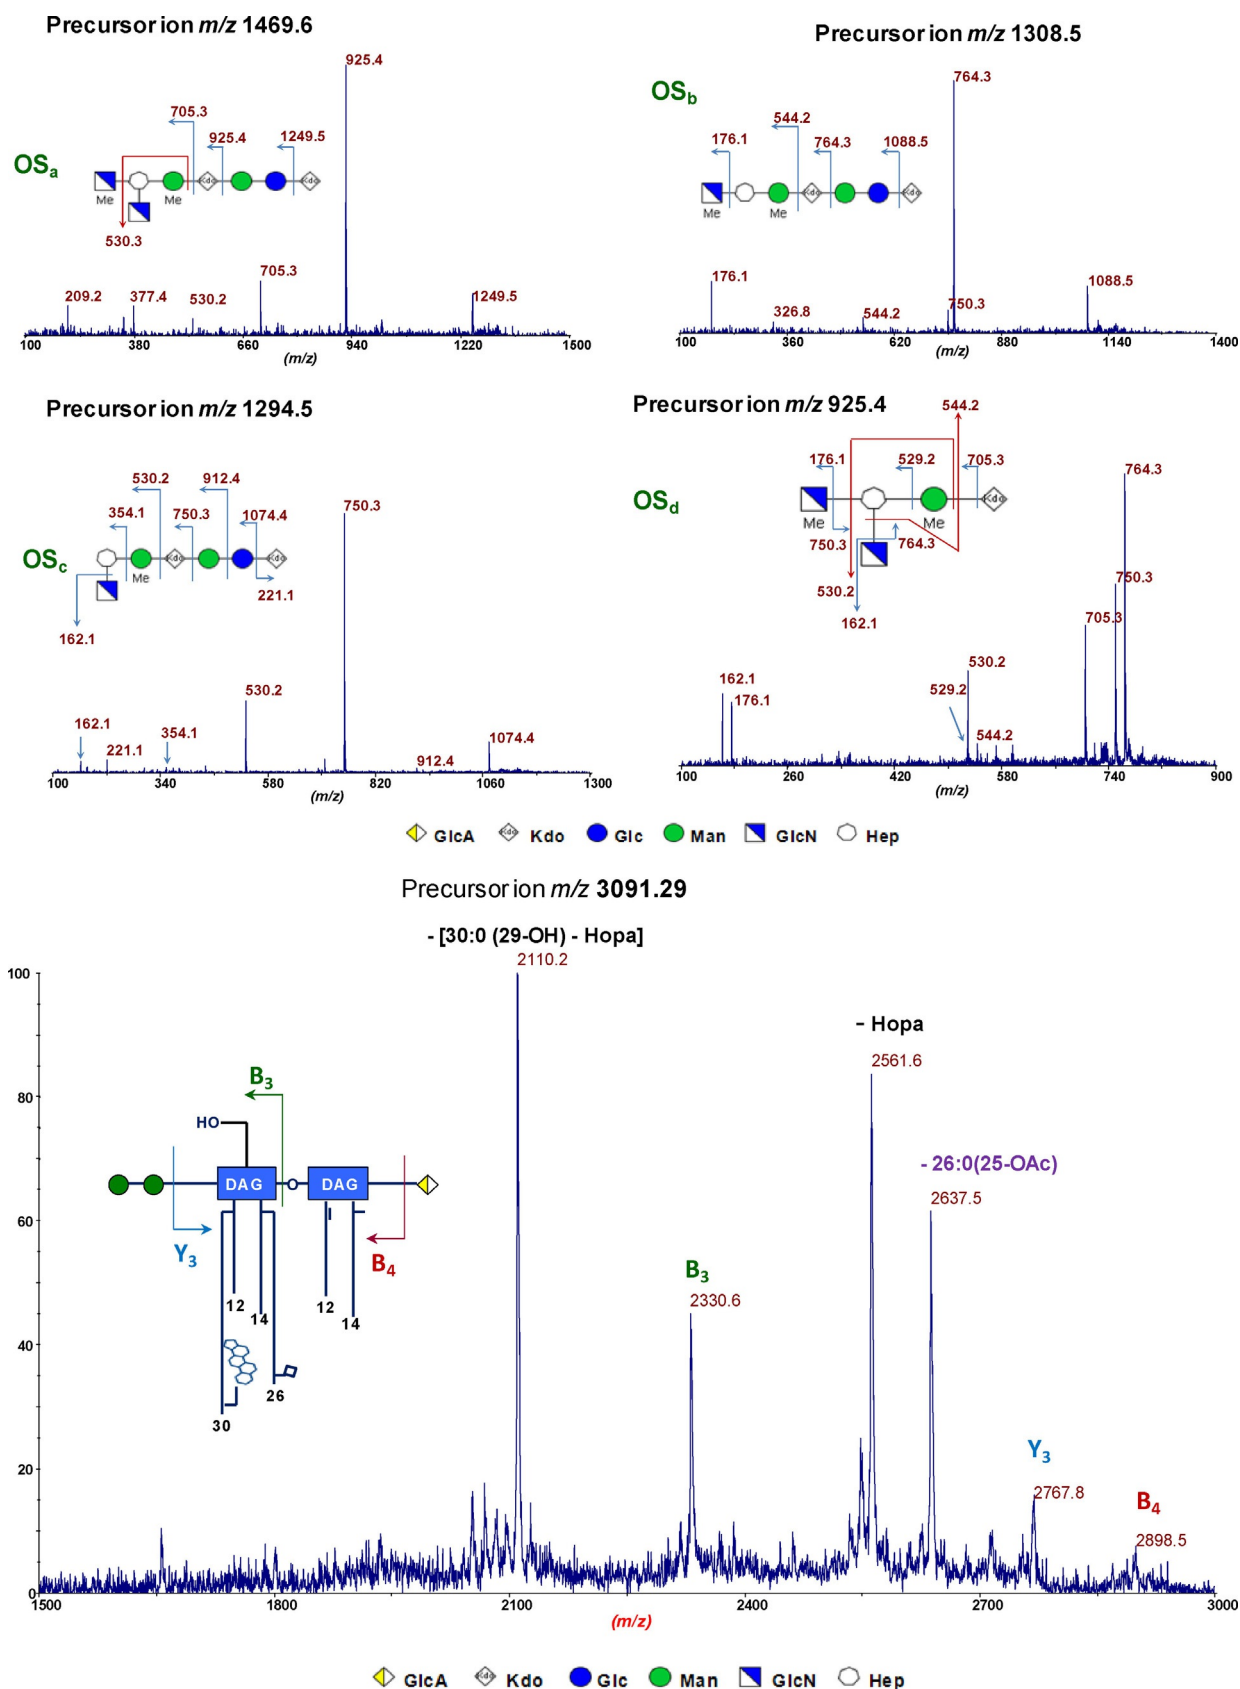 Precursor ion m/z 1469.6
OSa
925.4
705.3
925.4
1249.5
Me
Kdo
Me
Kdo
530.3
209.2
377.4
530.2
705.3
1249.5
100 380 660 940 1220 1500
(m/z)
Precursor ion m/z 1308.5
OSb
764.3
176.1
544.2
764.3
1088.5
Me
Kdo
Me
Kdo
176.1
326.8
544.2
750.3
1088.5
100 360 620 880 1140 1400
(m/z)
Precursor ion m/z 1294.5
OSc
530.2
912.4
354.1
750.3
1074.4
Kdo
Kdo
Me
221.1
162.1
750.3
530.2
162.1
221.1
354.1
912.4
1074.4
100 340 580 820 1060 1300
(m/z)
Precursor ion m/z 925.4
OSd
544.2
176.1
529.2
705.3
Kdo
Me
Me
750.3
764.3
530.2
162.1
764.3
750.3
705.3
530.2
529.2
544.2
162.1
176.1
100 260 420 580 740 900
(m/z)
GlcA Kdo Kdo Glc Man GlcN Hep
Precursor ion m/z 3091.29
- [30:0 (29-OH) - Hopa]
2110.2
- Hopa
2561.6
- 26:0(25-OAc)
2637.5
B3
2330.6
Y3
2767.8
B4
2898.5
B3
HO
DAG
O
DAG
Y3
B4
12
14
12
14
26
30
100
80
60
40
20
0
1500 1800 2100 2400 2700 3000
(m/z)
GlcA Kdo Kdo Glc Man GlcN Hep